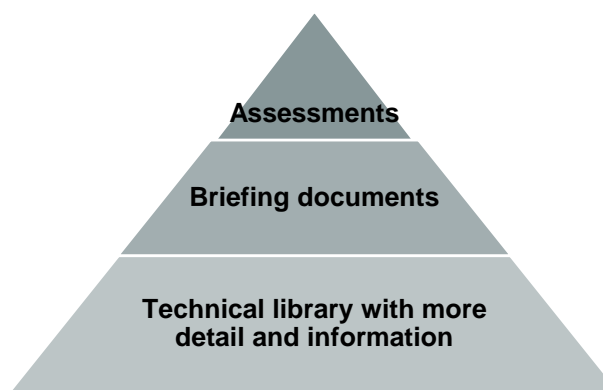 Assessments
Briefing documents
Technical library with more
detail and information